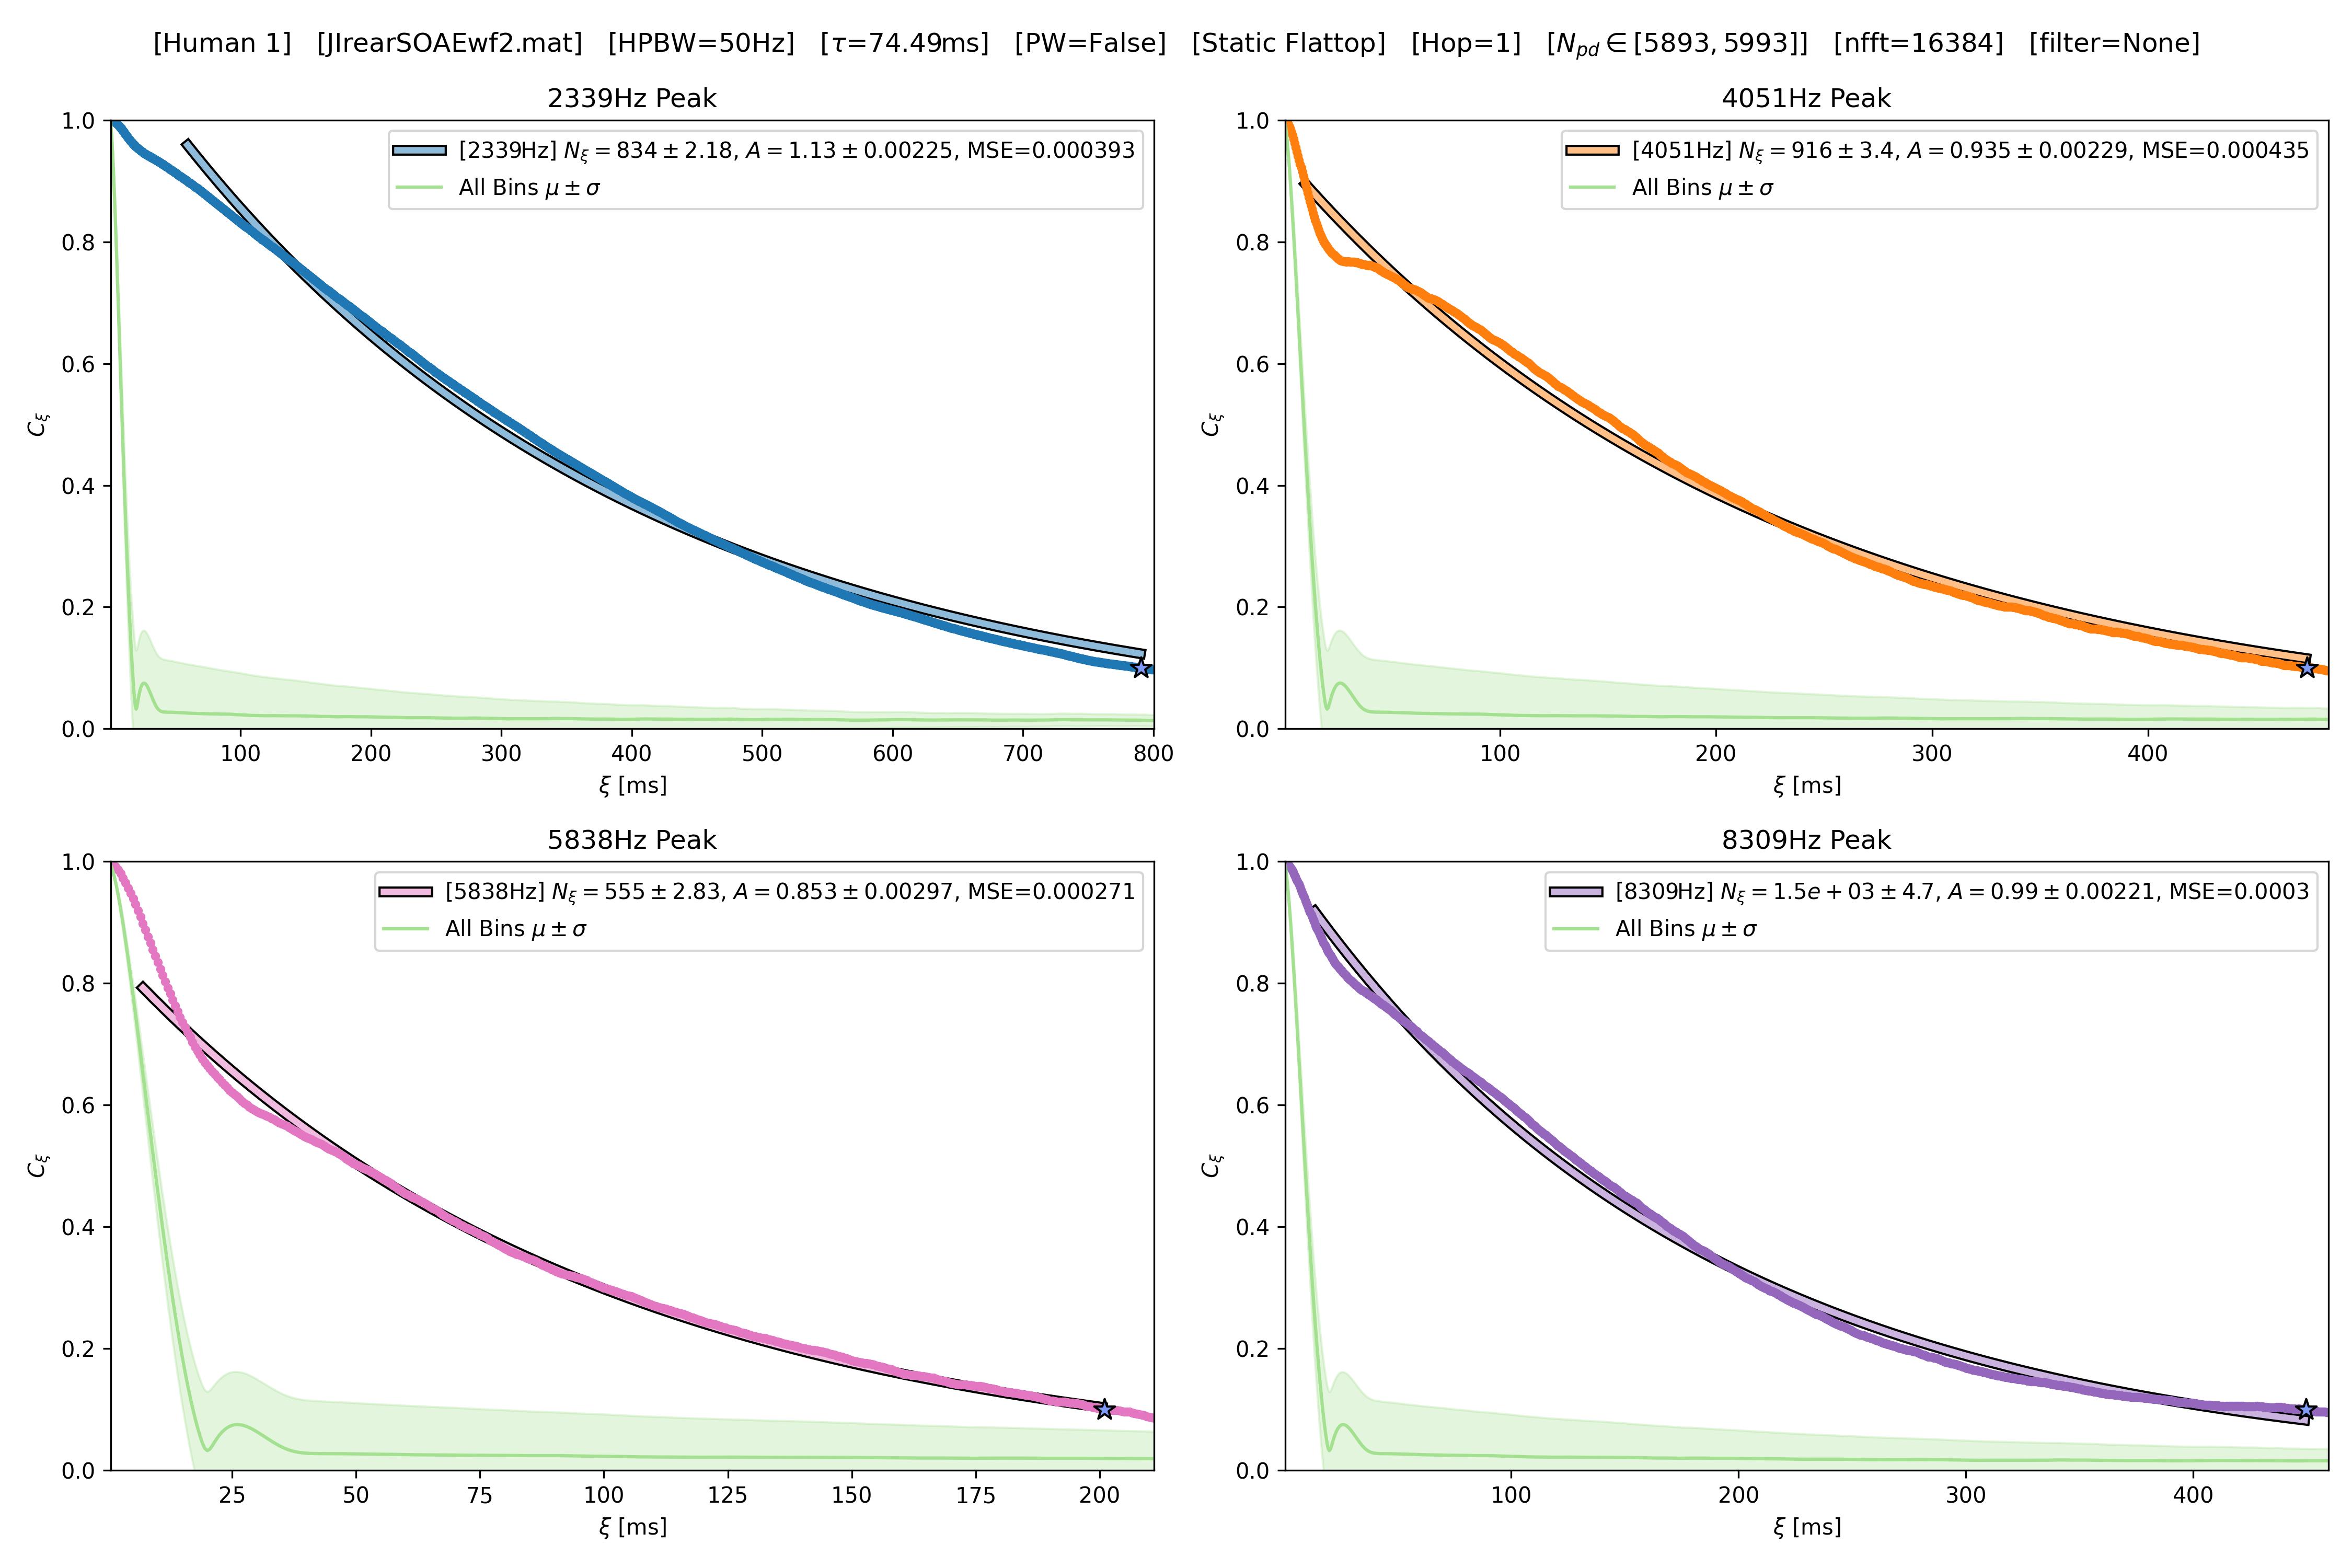 [Human 1] [JIrearSOAEwf2.mat] [HPBW=50Hz] [τ=74.49ms] [PW=False] [Static Flattop] [Hop=1] [N_pd ∈ [5893, 5993]] [nfft=16384] [filter=None]
2339Hz Peak
[2339Hz] N_ξ = 834 ± 2.18, A = 1.13 ± 0.00225, MSE=0.000393
All Bins μ ± σ
1.0
0.8
0.6
0.4
0.2
0.0
C_ξ
100 200 300 400 500 600 700 800
ξ [ms]
4051Hz Peak
[4051Hz] N_ξ = 916 ± 3.4, A = 0.935 ± 0.00229, MSE=0.000435
All Bins μ ± σ
1.0
0.8
0.6
0.4
0.2
0.0
C_ξ
100 200 300 400
ξ [ms]
5838Hz Peak
[5838Hz] N_ξ = 555 ± 2.83, A = 0.853 ± 0.00297, MSE=0.000271
All Bins μ ± σ
1.0
0.8
0.6
0.4
0.2
0.0
C_ξ
25 50 75 100 125 150 175 200
ξ [ms]
8309Hz Peak
[8309Hz] N_ξ = 1.5e + 03 ± 4.7, A = 0.99 ± 0.00221, MSE=0.0003
All Bins μ ± σ
1.0
0.8
0.6
0.4
0.2
0.0
C_ξ
100 200 300 400
ξ [ms]